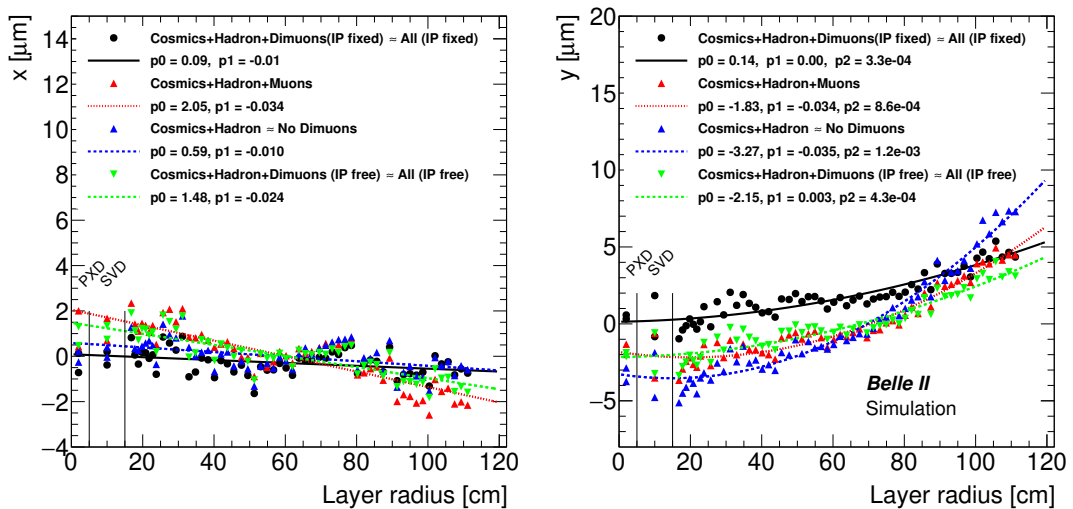 x [μm]
14
12
10
8
6
4
2
0
−2
−4
Cosmics+Hadron+Dimuons(IP fixed) ≈ All (IP fixed)
p0 = 0.09, p1 = -0.01
Cosmics+Hadron+Muons
p0 = 2.05, p1 = -0.034
Cosmics+Hadron ≈ No Dimuons
p0 = 0.59, p1 = -0.010
Cosmics+Hadron+Dimuons (IP free) ≈ All (IP free)
p0 = 1.48, p1 = -0.024
PXD
SVD
0 20 40 60 80 100 120
Layer radius [cm]
y [μm]
20
15
10
5
0
−5
Cosmics+Hadron+Dimuons(IP fixed) ≈ All (IP fixed)
p0 = 0.14, p1 = 0.00, p2 = 3.3e-04
Cosmics+Hadron+Muons
p0 = -1.83, p1 = -0.034, p2 = 8.6e-04
Cosmics+Hadron ≈ No Dimuons
p0 = -3.27, p1 = -0.035, p2 = 1.2e-03
Cosmics+Hadron+Dimuons (IP free) ≈ All (IP free)
p0 = -2.15, p1 = 0.003, p2 = 4.3e-04
PXD
SVD
Belle II
Simulation
0 20 40 60 80 100 120
Layer radius [cm]